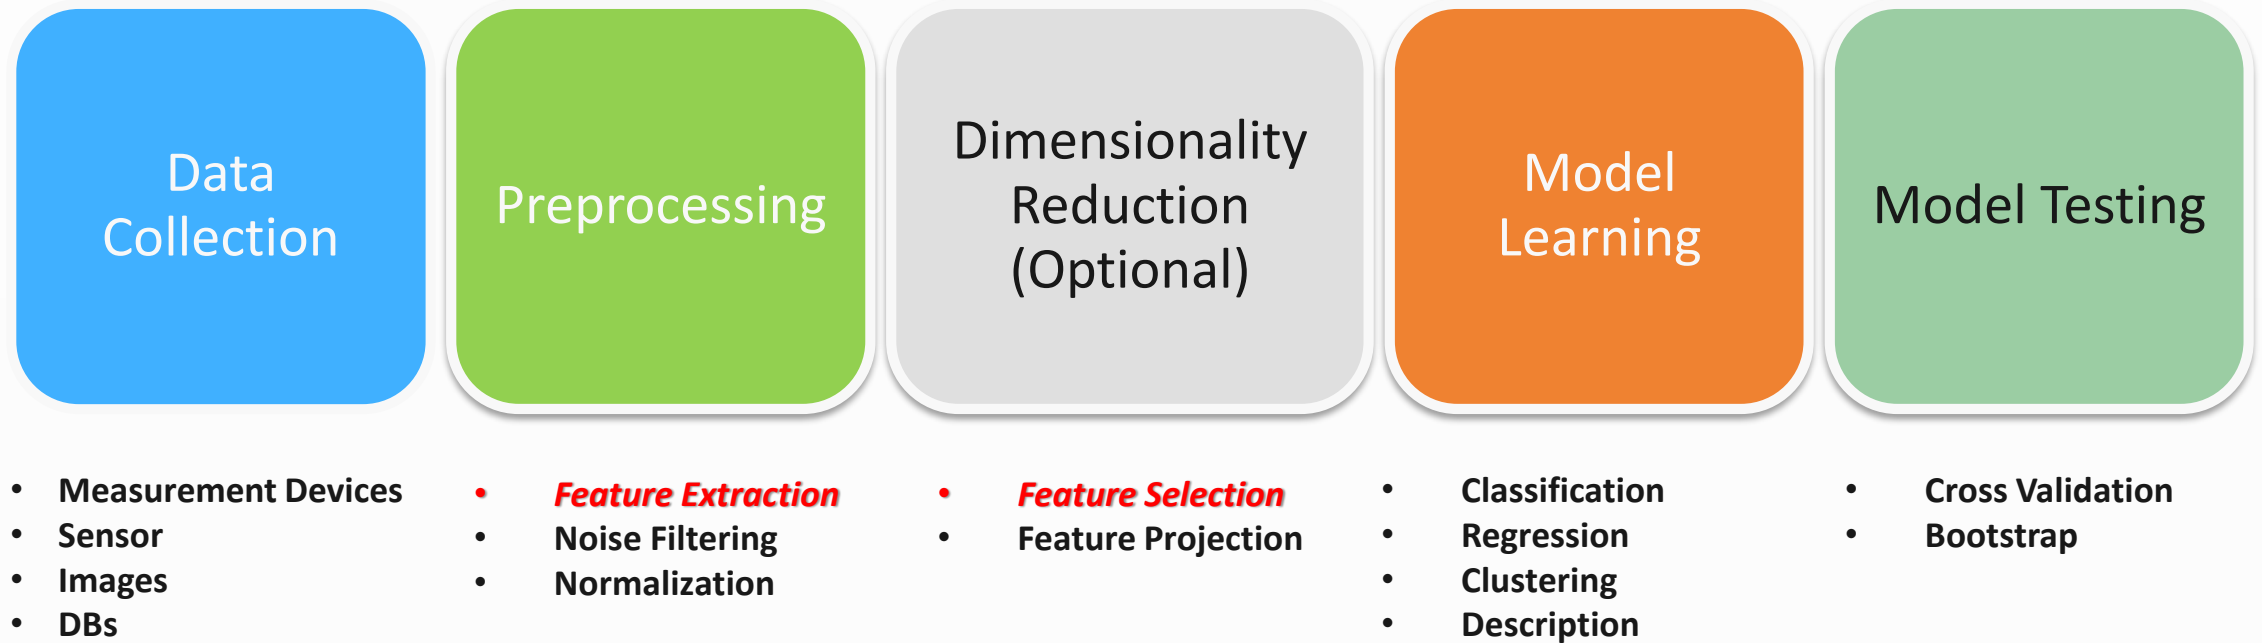 Data
Collection
Preprocessing
Dimensionality
Reduction
(Optional)
Model
Learning
Model Testing
• Measurement Devices
• Sensor
• Images
• DBs
• Feature Extraction
• Noise Filtering
• Normalization
• Feature Selection
• Feature Projection
• Classification
• Regression
• Clustering
• Description
• Cross Validation
• Bootstrap